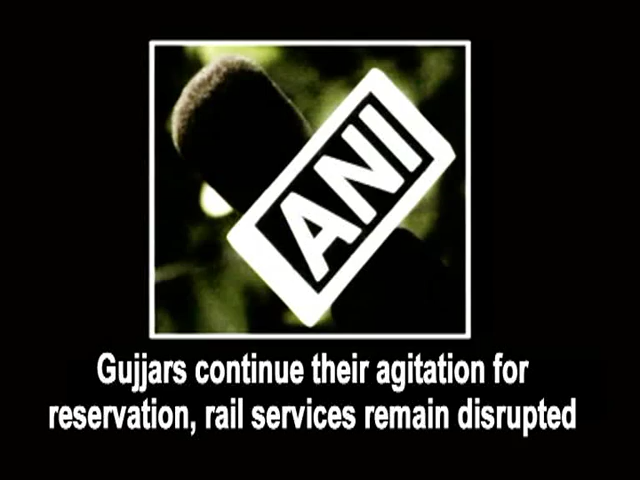 ANI
Gujjars continue their agitation for
reservation, rail services remain disrupted